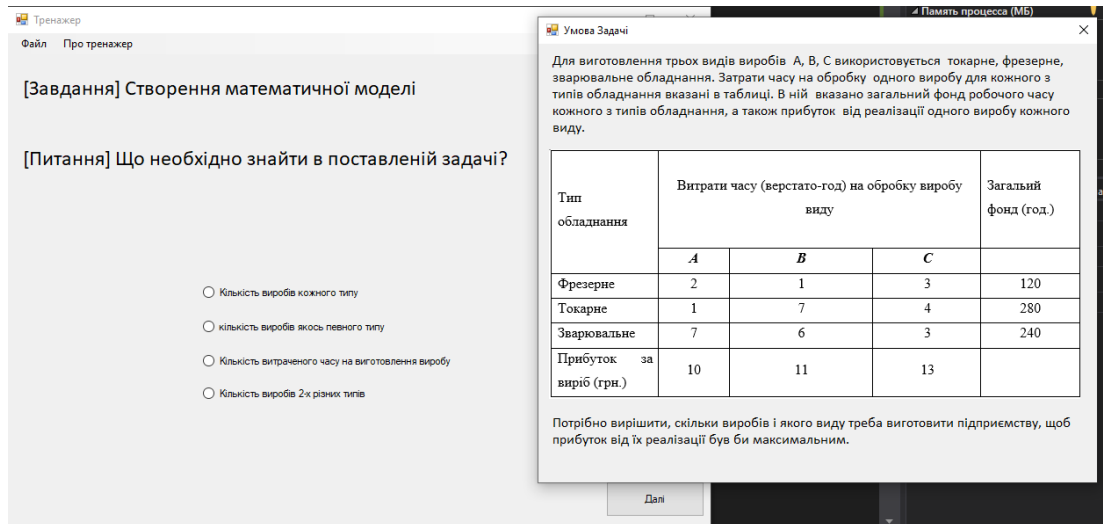 Тренажер
Файл Про тренажер
[Завдання] Створення математичної моделі
[Питання] Що необхідно знайти в поставленій задачі?
Кількість виробів кожного типу
кількість виробів якось певного типу
Кількість витраченого часу на виготовлення виробу
Кількість виробів 2-х різних типів
Далі
Память процесса (МБ)
Умова Задачі
Для виготовлення трьох видів виробів А, В, С використовується токарне, фрезерне,
зварювальне обладнання. Затрати часу на обробку одного виробу для кожного з
типів обладнання вказані в таблиці. В ній вказано загальний фонд робочого часу
кожного з типів обладнання, а також прибуток від реалізації одного виробу кожного
виду.
Тип
обладнання
Витрати часу (верстато-год) на обробку виробу
виду
Загальий
фонд (год.)
A B C
Фрезерне 2 1 3 120
Токарне 1 7 4 280
Зварювальне 7 6 3 240
Прибуток за
виріб (грн.) 10 11 13
Потрібно вирішити, скільки виробів і якого виду треба виготовити підприємству, щоб
прибуток від їх реалізації був би максимальним.